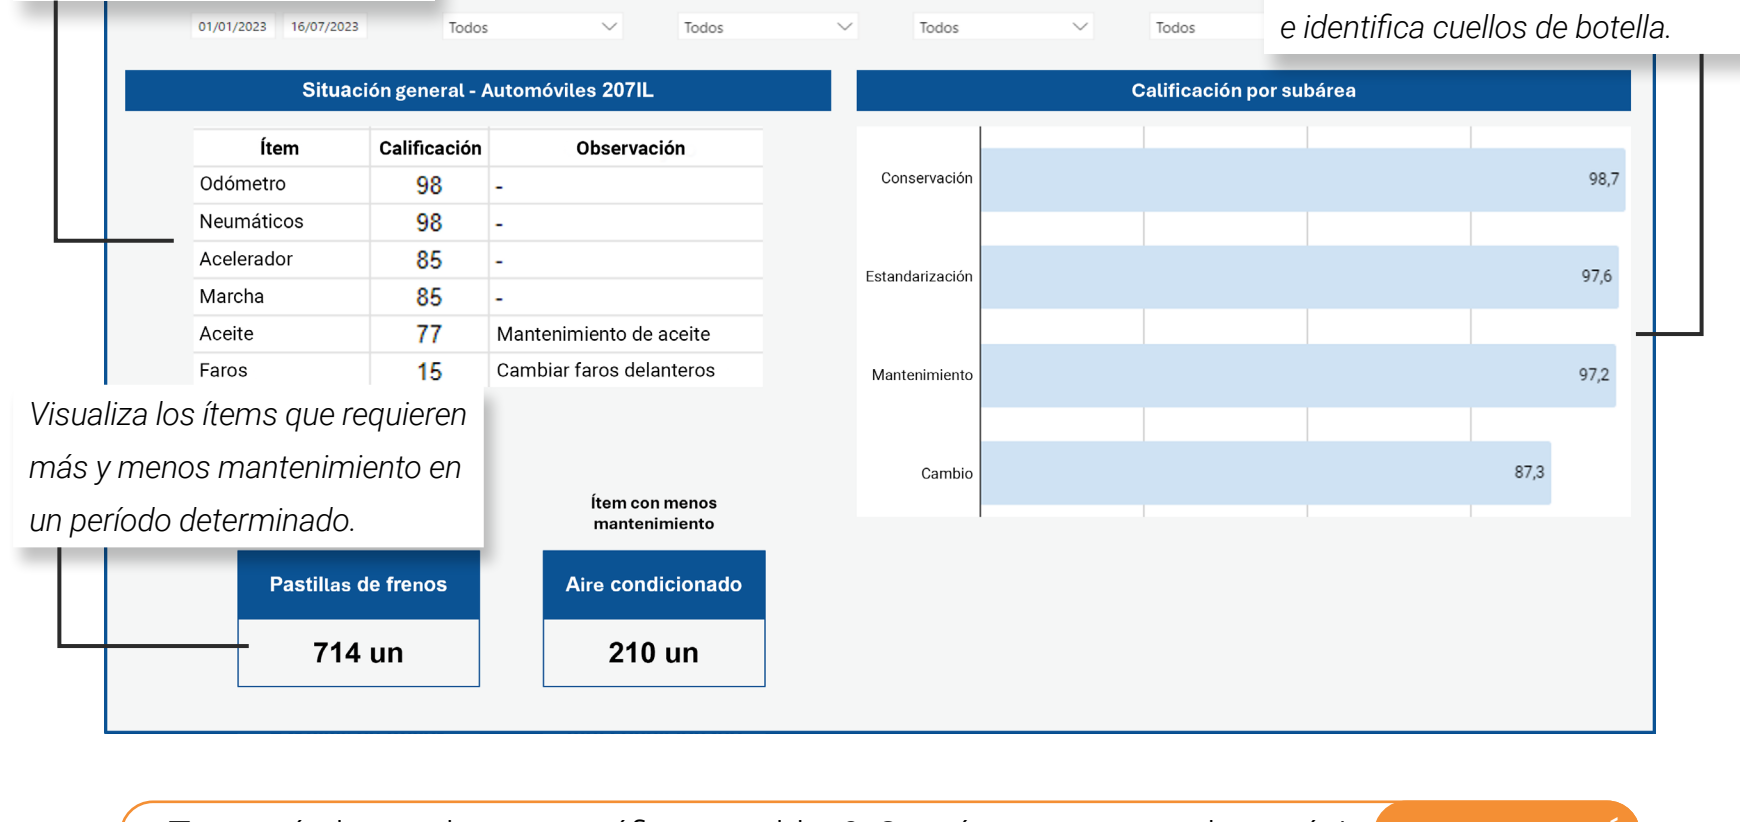 e identifica cuellos de botella.
01/01/2023 16/07/2023 Todos Todos Todos Todos
Situación general - Automóviles 207IL
Ítem Calificación Observación
Odómetro 98 -
Neumáticos 98 -
Acelerador 85 -
Marcha 85 -
Aceite 77 Mantenimiento de aceite
Faros 15 Cambiar faros delanteros
Calificación por subárea
Conservación 98,7
Estandarización 97,6
Mantenimiento 97,2
Cambio 87,3
Visualiza los ítems que requieren
más y menos mantenimiento en
un período determinado.
Ítem con menos
mantenimiento
Pastillas de frenos
714 un
Aire condicionado
210 un